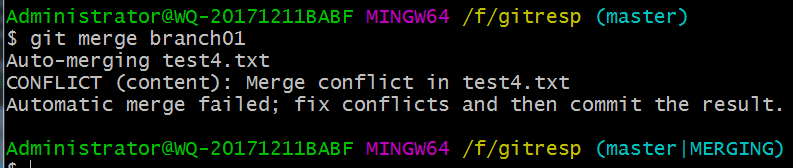 Administrator@WQ-20171211BABF MINGW64 /f/gitresp (master)
$ git merge branch01
Auto-merging test4.txt
CONFLICT (content): Merge conflict in test4.txt
Automatic merge failed; fix conflicts and then commit the result.
Administrator@WQ-20171211BABF MINGW64 /f/gitresp (master|MERGING)
$